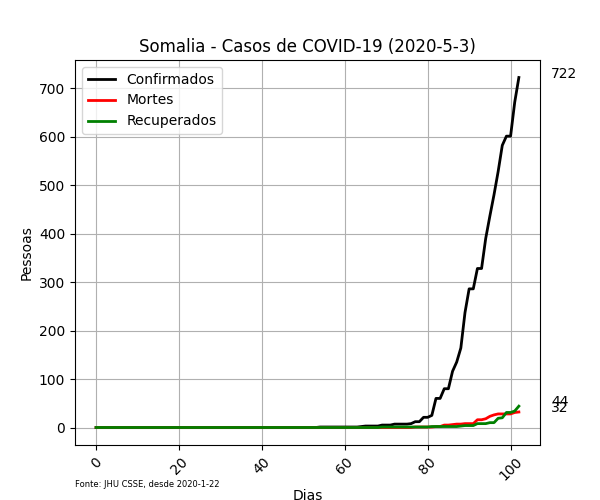 Somalia - Casos de COVID-19 (2020-5-3)
Confirmados
Mortes
Recuperados
722
44
32
Pessoas
700
600
500
400
300
200
100
0
0
20
40
60
80
100
Fonte: JHU CSSE, desde 2020-1-22
Dias